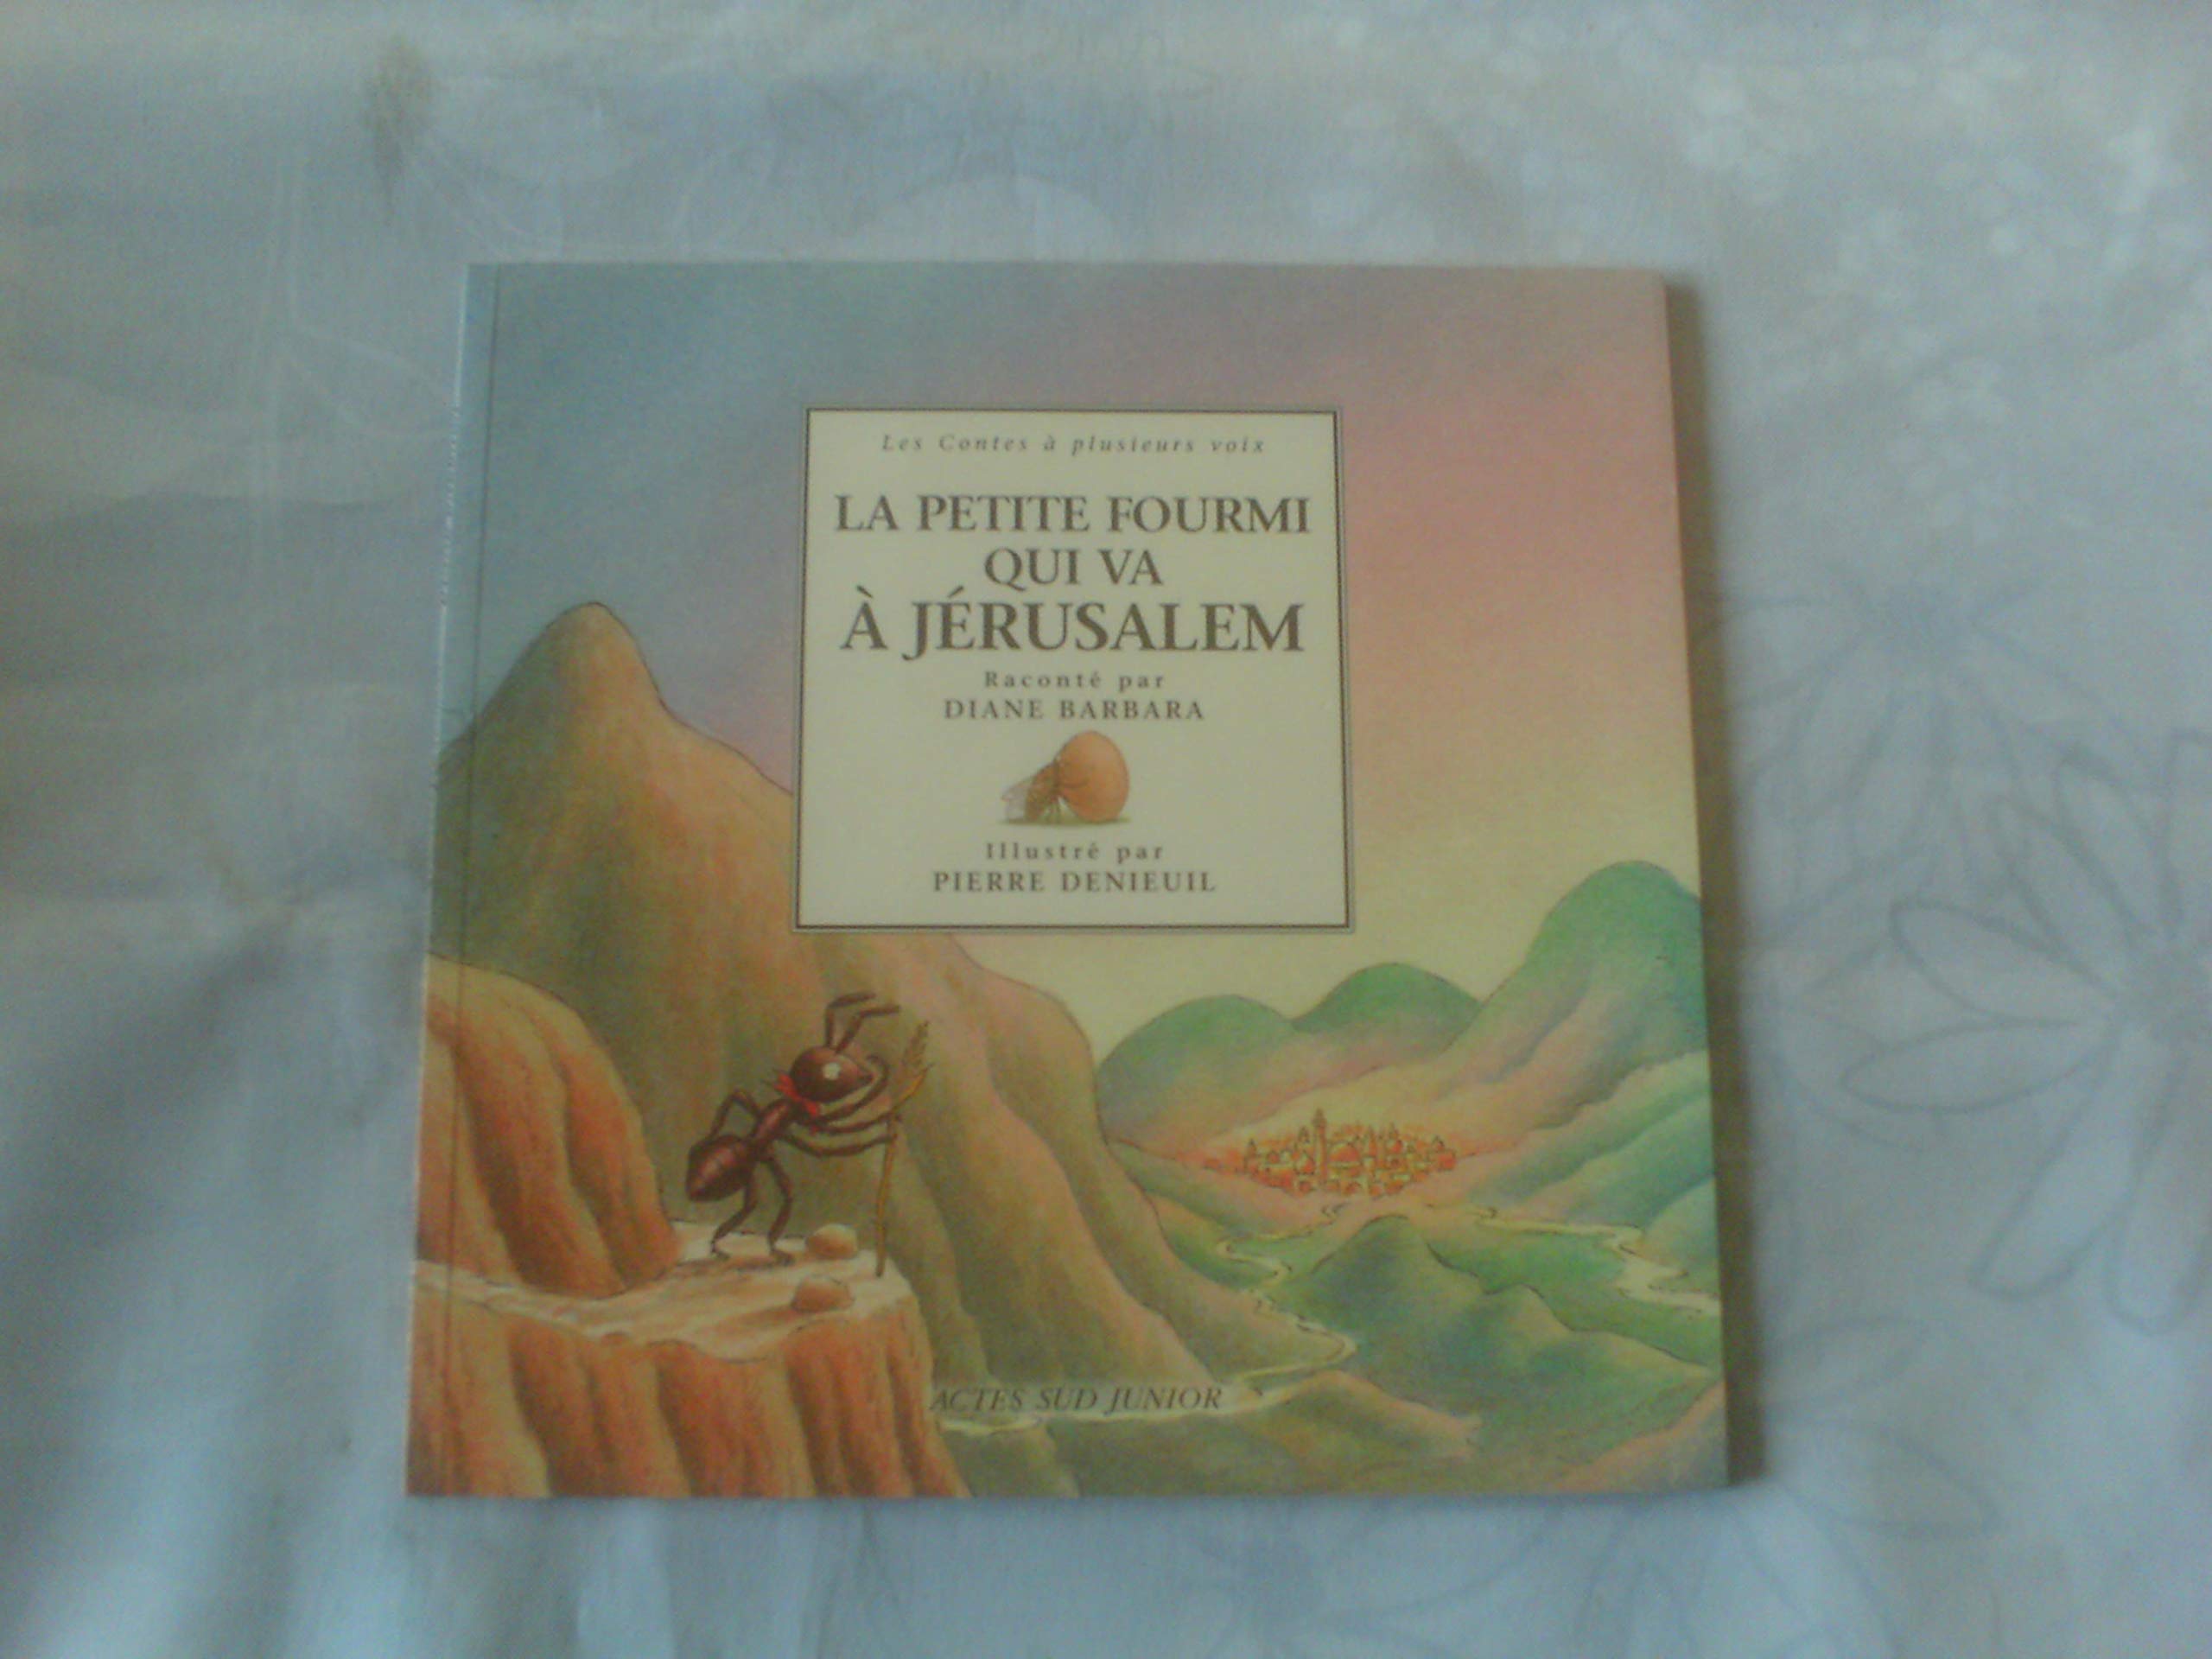 Les Contes à plusieurs voix
LA PETITE FOURMI
QUI VA
À JÉRUSALEM
Raconté par
DIANE BARBARA
Illustré par
PIERRE DENIEUIL
ACTES SUD JUNIOR